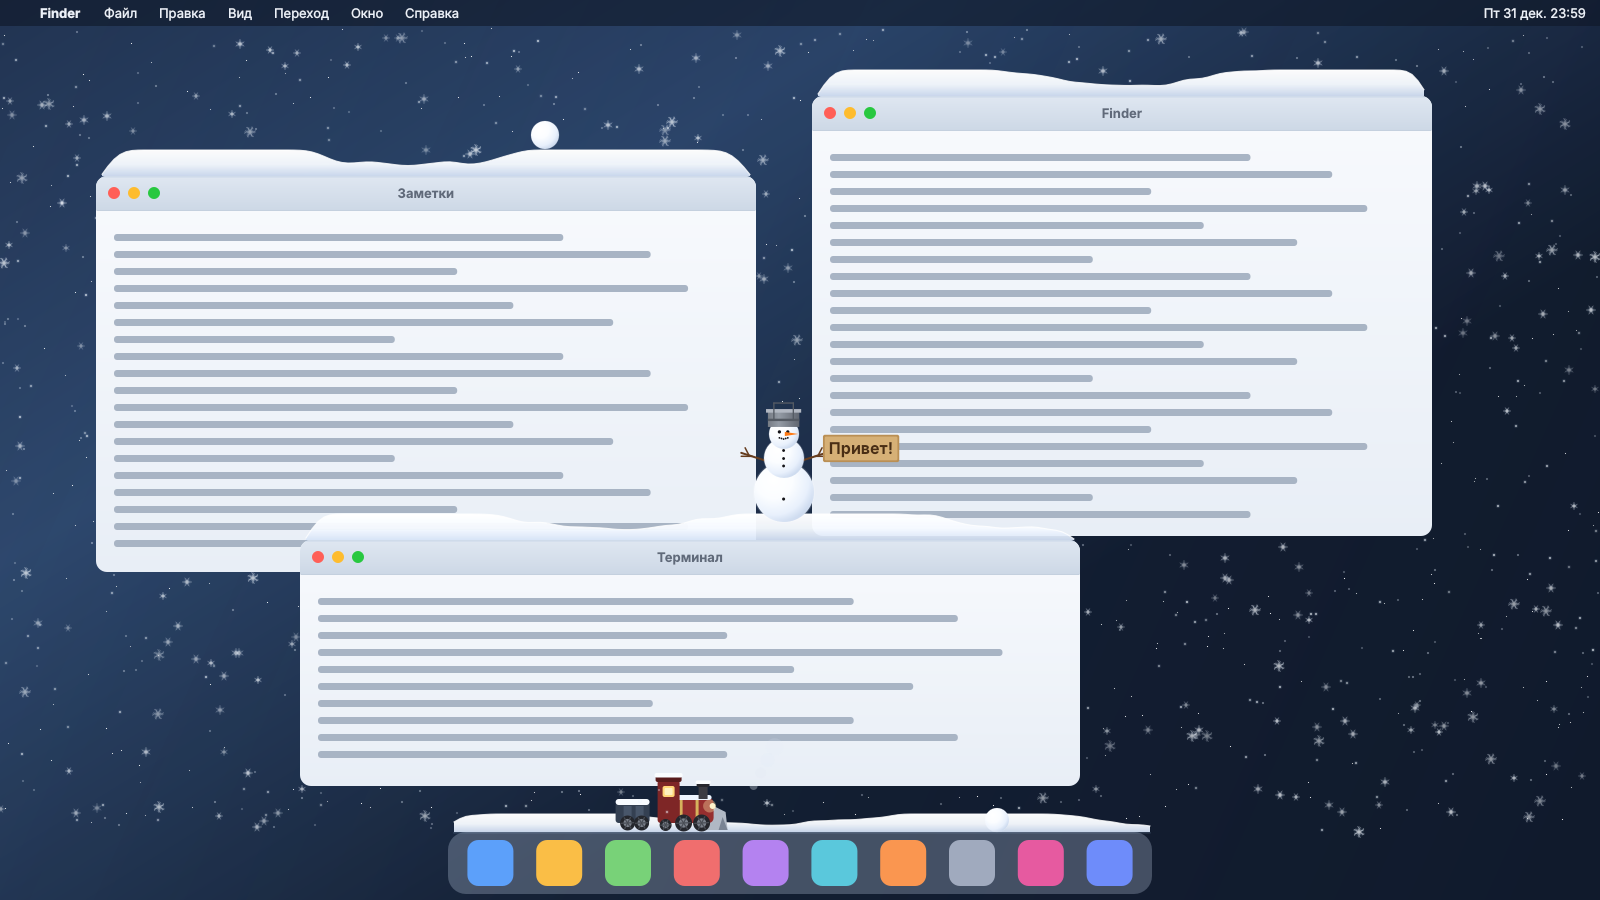 Finder Файл Правка Вид Переход Окно Справка Пт 31 дек. 23:59
Finder
Заметки
Привет!
Терминал